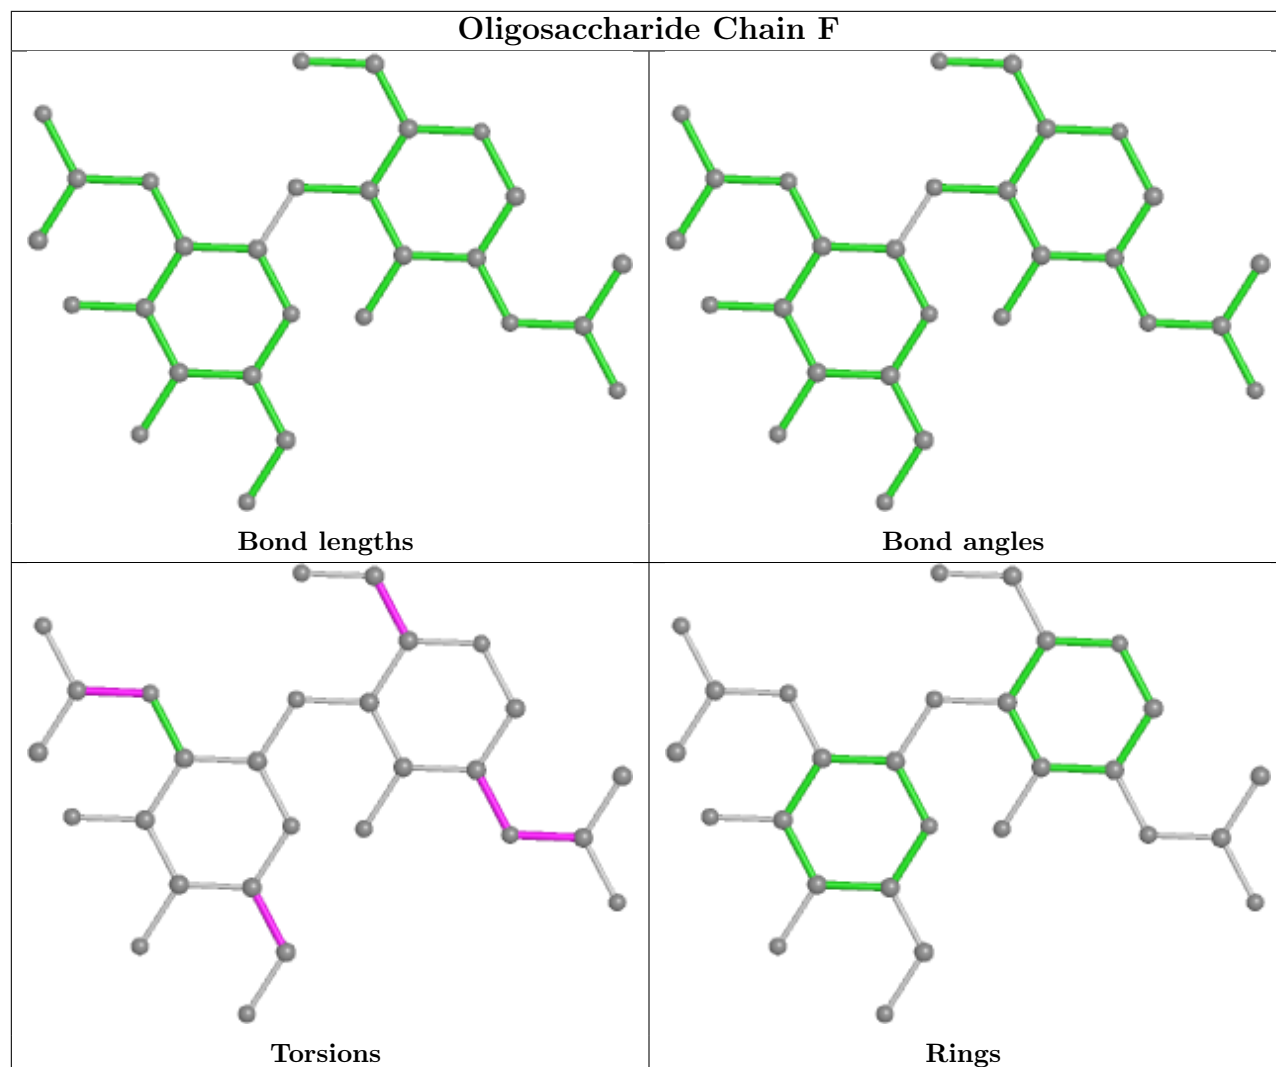 Oligosaccharide Chain F
Bond lengths
Bond angles
Torsions
Rings